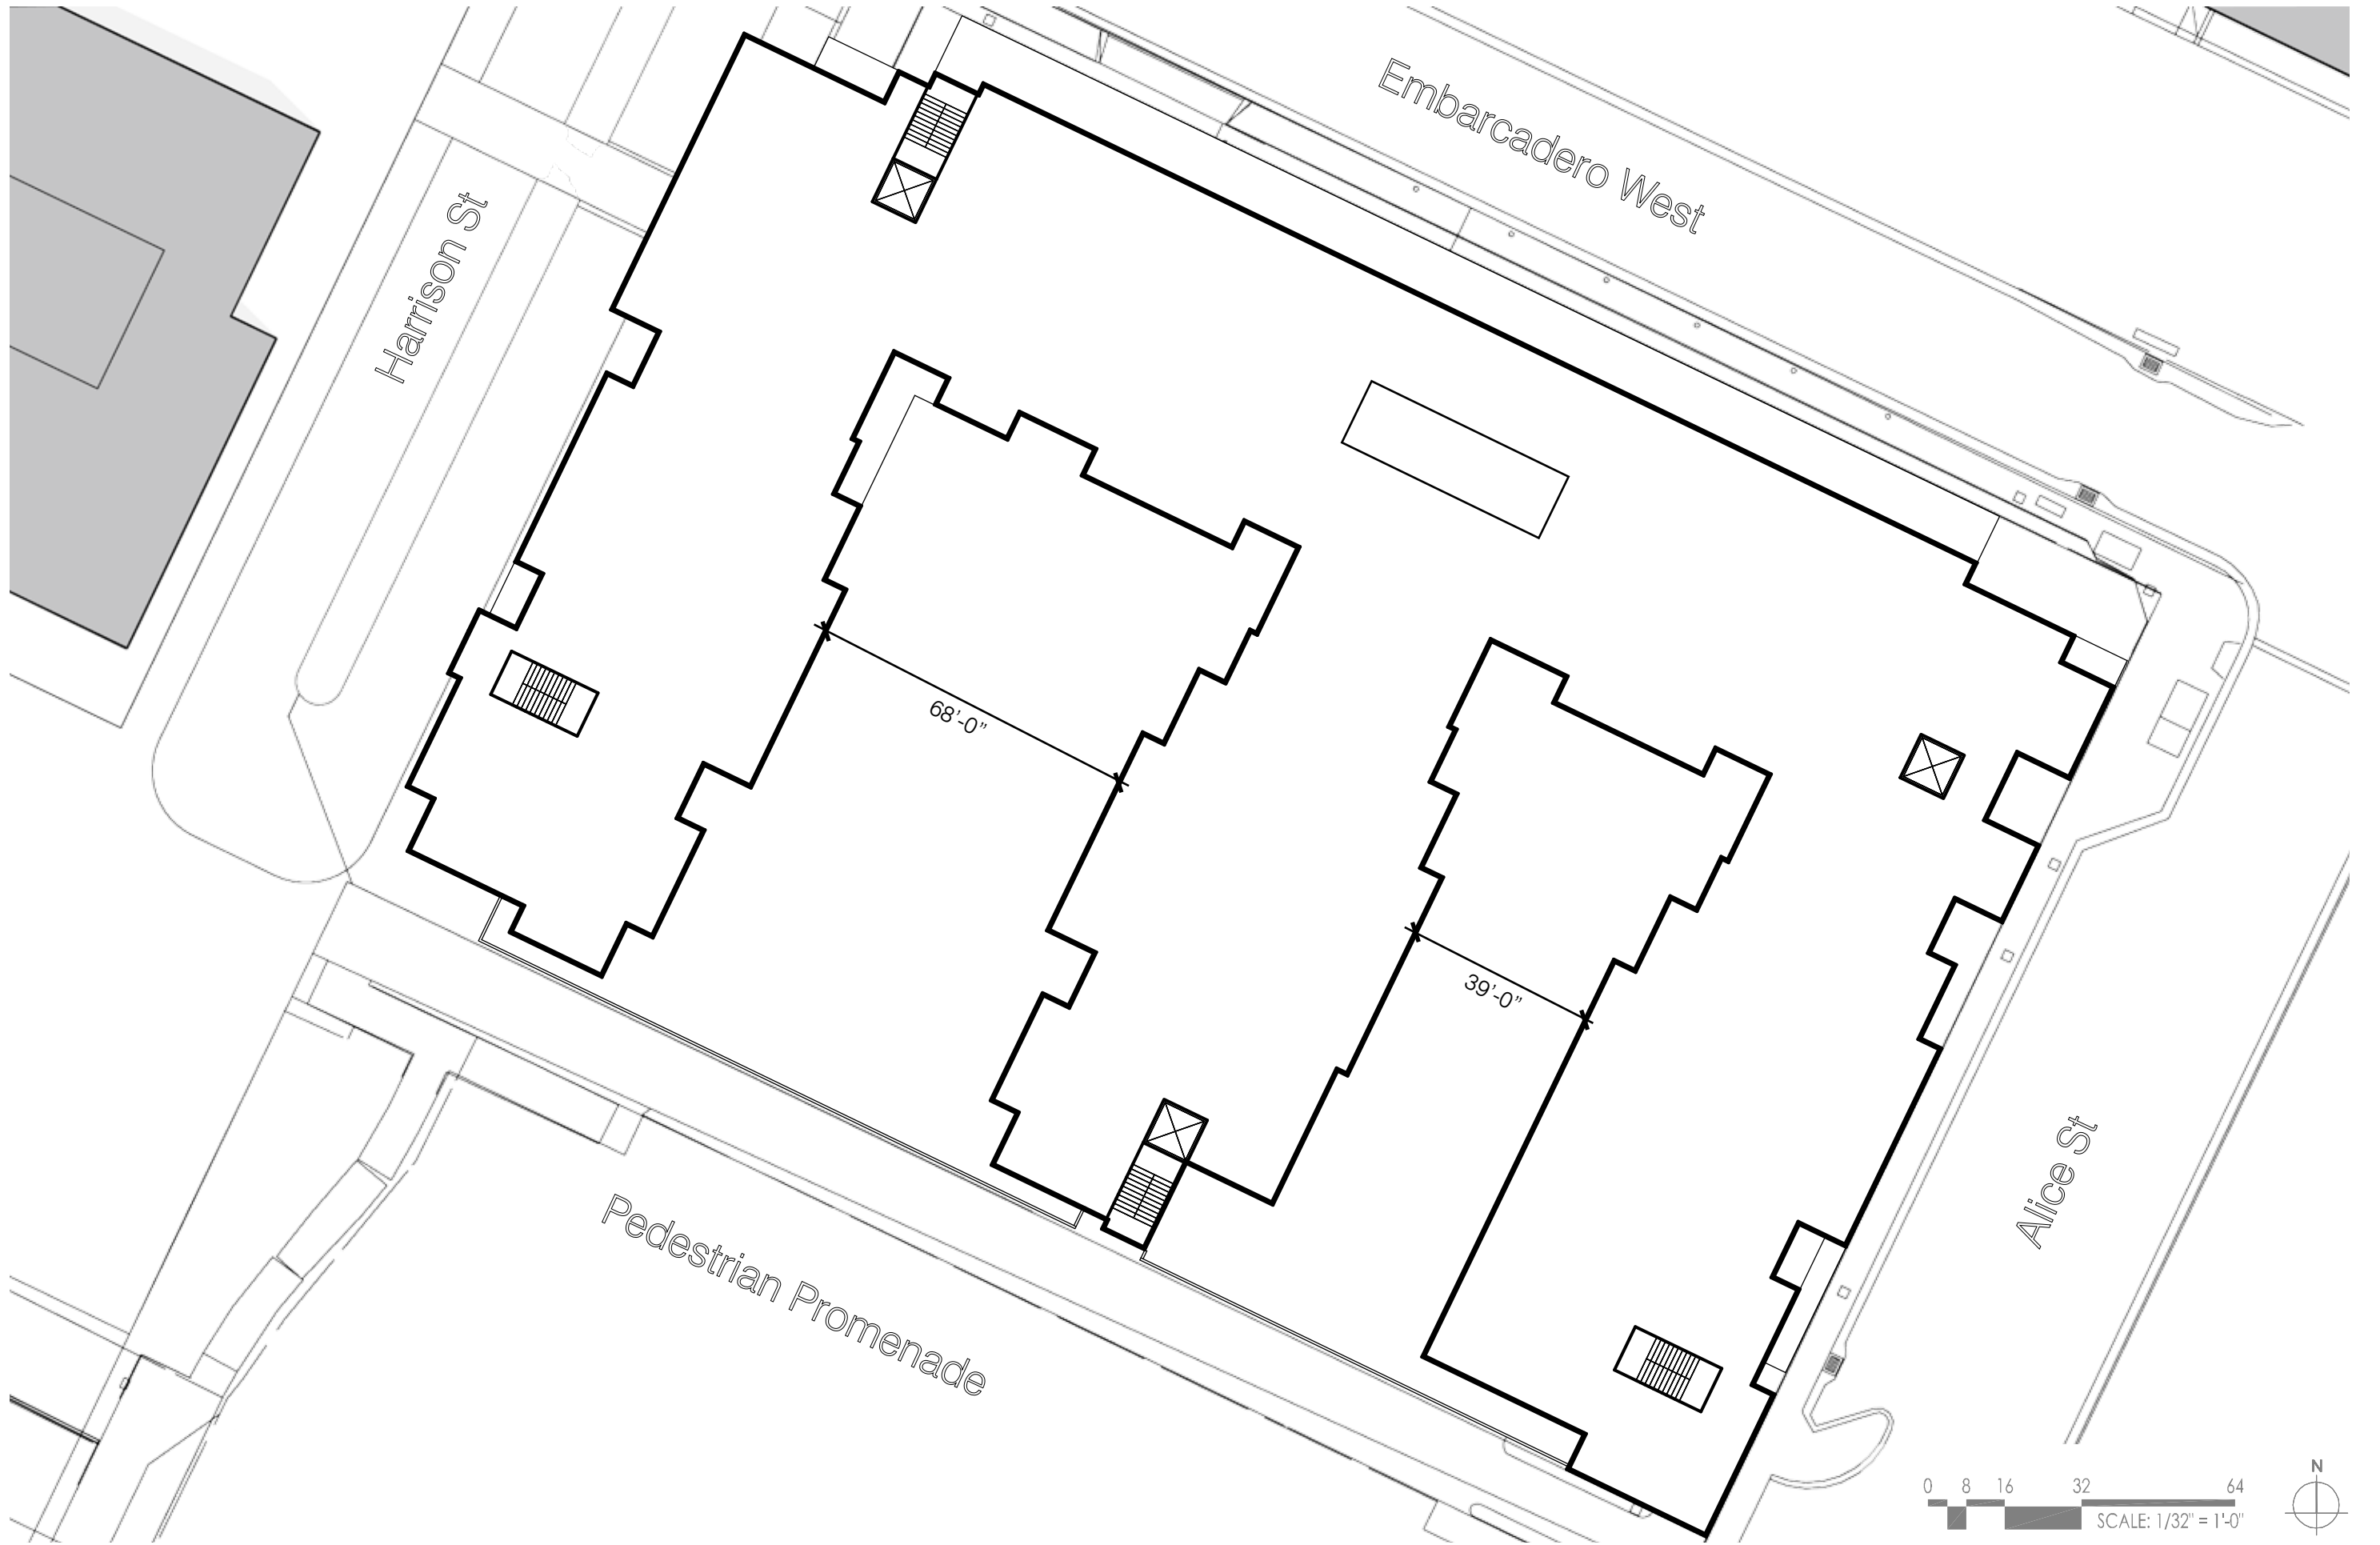 Embarcadero West
Harrison St
68'-0"
39'-0"
Alice St
Pedestrian Promenade
0 8 16 32 64
SCALE: 1/32" = 1'-0"
N